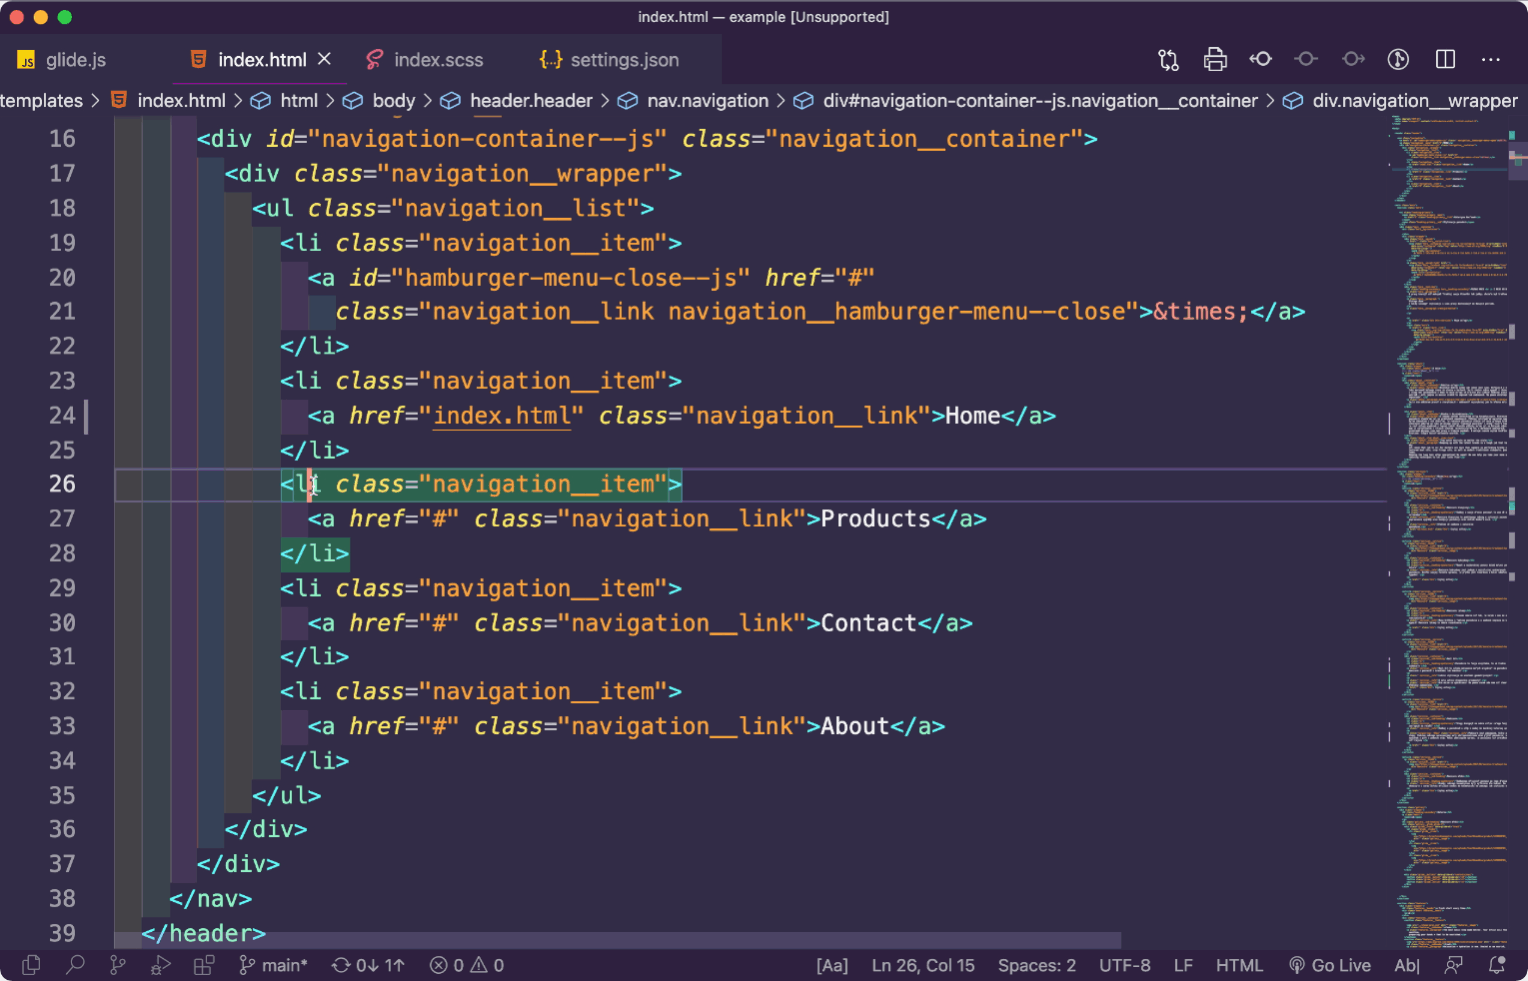 index.html — example [Unsupported]
JS glide.js index.html × index.scss {..} settings.json
templates > index.html > html > body > header.header > nav.navigation > div#navigation-container--js.navigation__container > div.navigation__wrapper
16 <div id="navigation-container--js" class="navigation__container">
17 <div class="navigation__wrapper">
18 <ul class="navigation__list">
19 <li class="navigation__item">
20 <a id="hamburger-menu-close--js" href="#"
21 class="navigation__link navigation__hamburger-menu--close">&times;</a>
22 </li>
23 <li class="navigation__item">
24 <a href="index.html" class="navigation__link">Home</a>
25 </li>
26 <li class="navigation__item">
27 <a href="#" class="navigation__link">Products</a>
28 </li>
29 <li class="navigation__item">
30 <a href="#" class="navigation__link">Contact</a>
31 </li>
32 <li class="navigation__item">
33 <a href="#" class="navigation__link">About</a>
34 </li>
35 </ul>
36 </div>
37 </div>
38 </nav>
39 </header>
main* 0↓ 1↑ 0 0 [Aa] Ln 26, Col 15 Spaces: 2 UTF-8 LF HTML Go Live Ab|